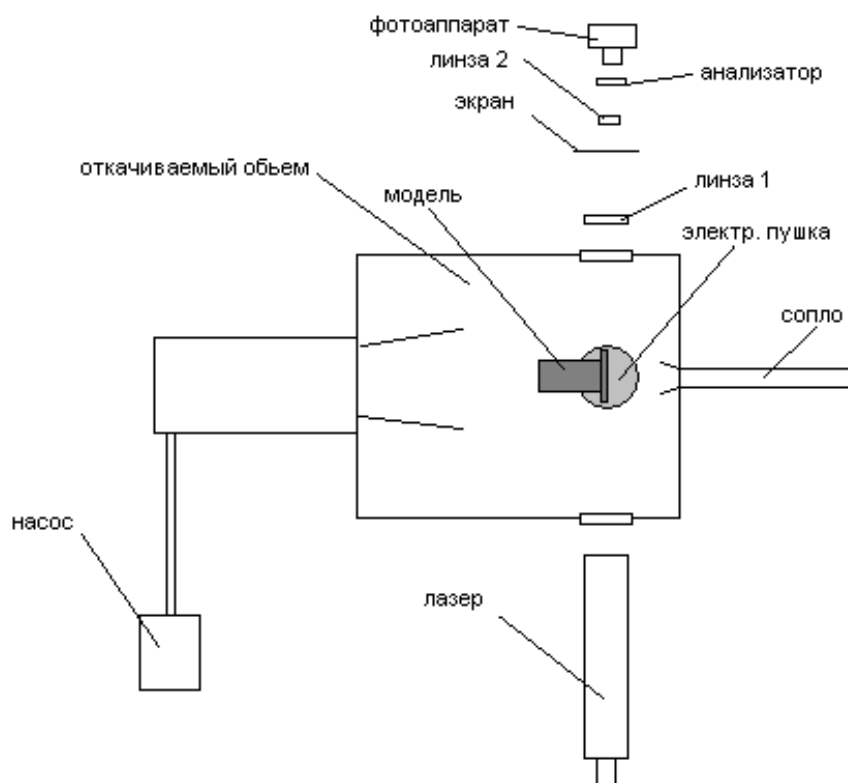 фотоаппарат
линза 2
анализатор
экран
откачиваемый обьем
модель
линза 1
электр. пушка
сопло
насос
лазер